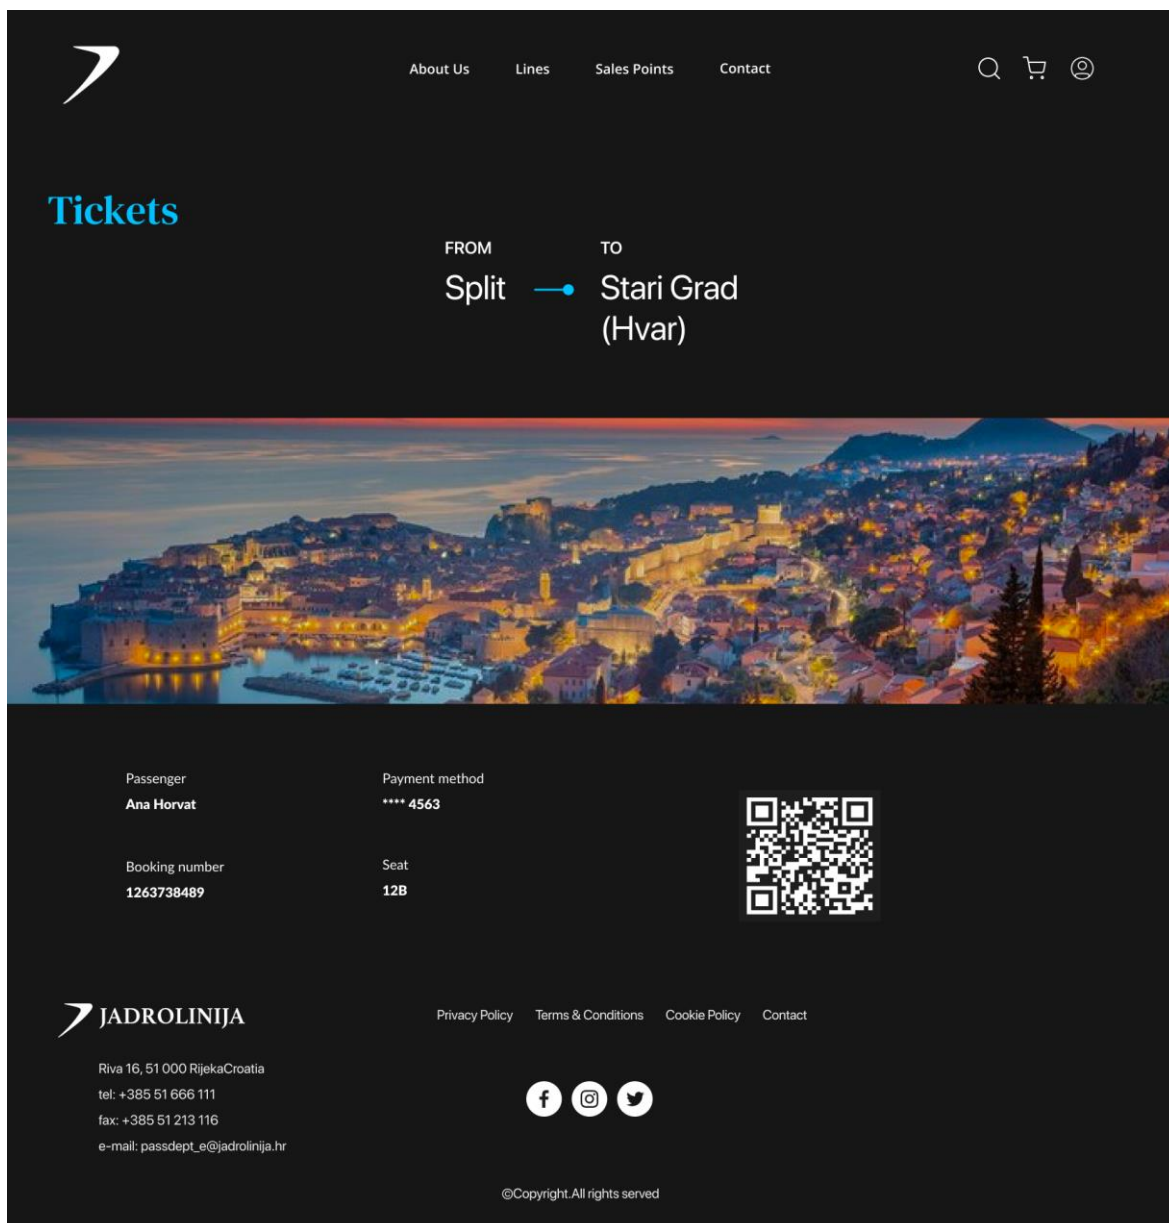 About Us Lines Sales Points Contact
Tickets
FROM TO
Split Stari Grad
(Hvar)
Passenger Payment method
Ana Horvat **** 4563
Booking number Seat
1263738489 12B
JADROLINIJA
Privacy Policy Terms & Conditions Cookie Policy Contact
Riva 16, 51 000 RijekaCroatia
tel: +385 51 666 111
fax: +385 51 213 116
e-mail: passdept_e@jadrolinija.hr
©Copyright.All rights served